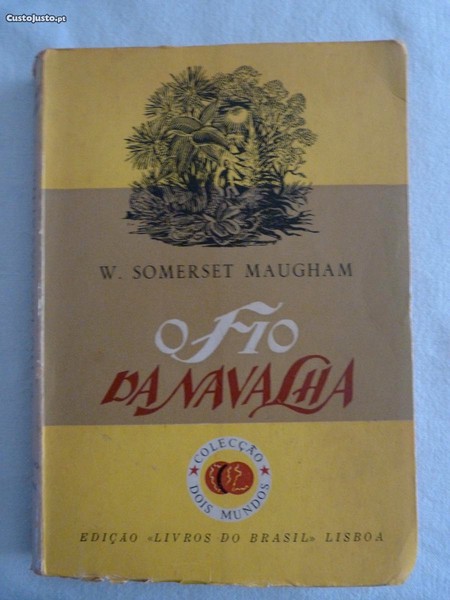 CustoJusto.pt
W. SOMERSET MAUGHAM
O FIO
DA NAVALHA
COLECÇÃO
DOIS MUNDOS
EDIÇÃO «LIVROS DO BRASIL» LISBOA